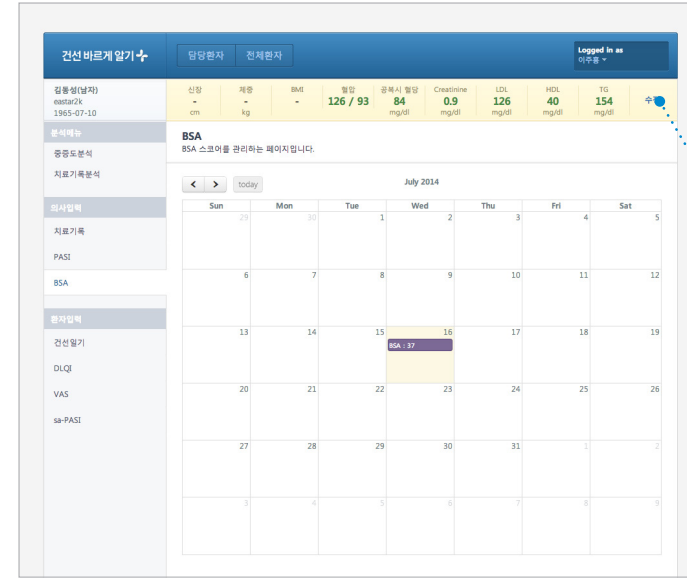 건선 바르게 알기
담당환자 전체환자
Logged in as
이주흥
김동성(남자)
eastar2k
1965-07-10
신장 체중 BMI 혈압 공복시 혈당 Creatinine LDL HDL TG
- - - 126 / 93 84 0.9 126 40 154
cm kg mg/dl mg/dl mg/dl mg/dl mg/dl
분석메뉴
중증도분석
치료기록분석
의사입력
치료기록
PASI
BSA
환자입력
건선일기
DLQI
VAS
sa-PASI
BSA
BSA 스코어를 관리하는 페이지입니다.
today
July 2014
Sun Mon Tue Wed Thu Fri Sat
29 30 1 2 3 4 5
6 7 8 9 10 11 12
13 14 15 16 17 18 19
BSA : 37
20 21 22 23 24 25 26
27 28 29 30 31 1 2
3 4 5 6 7 8 9